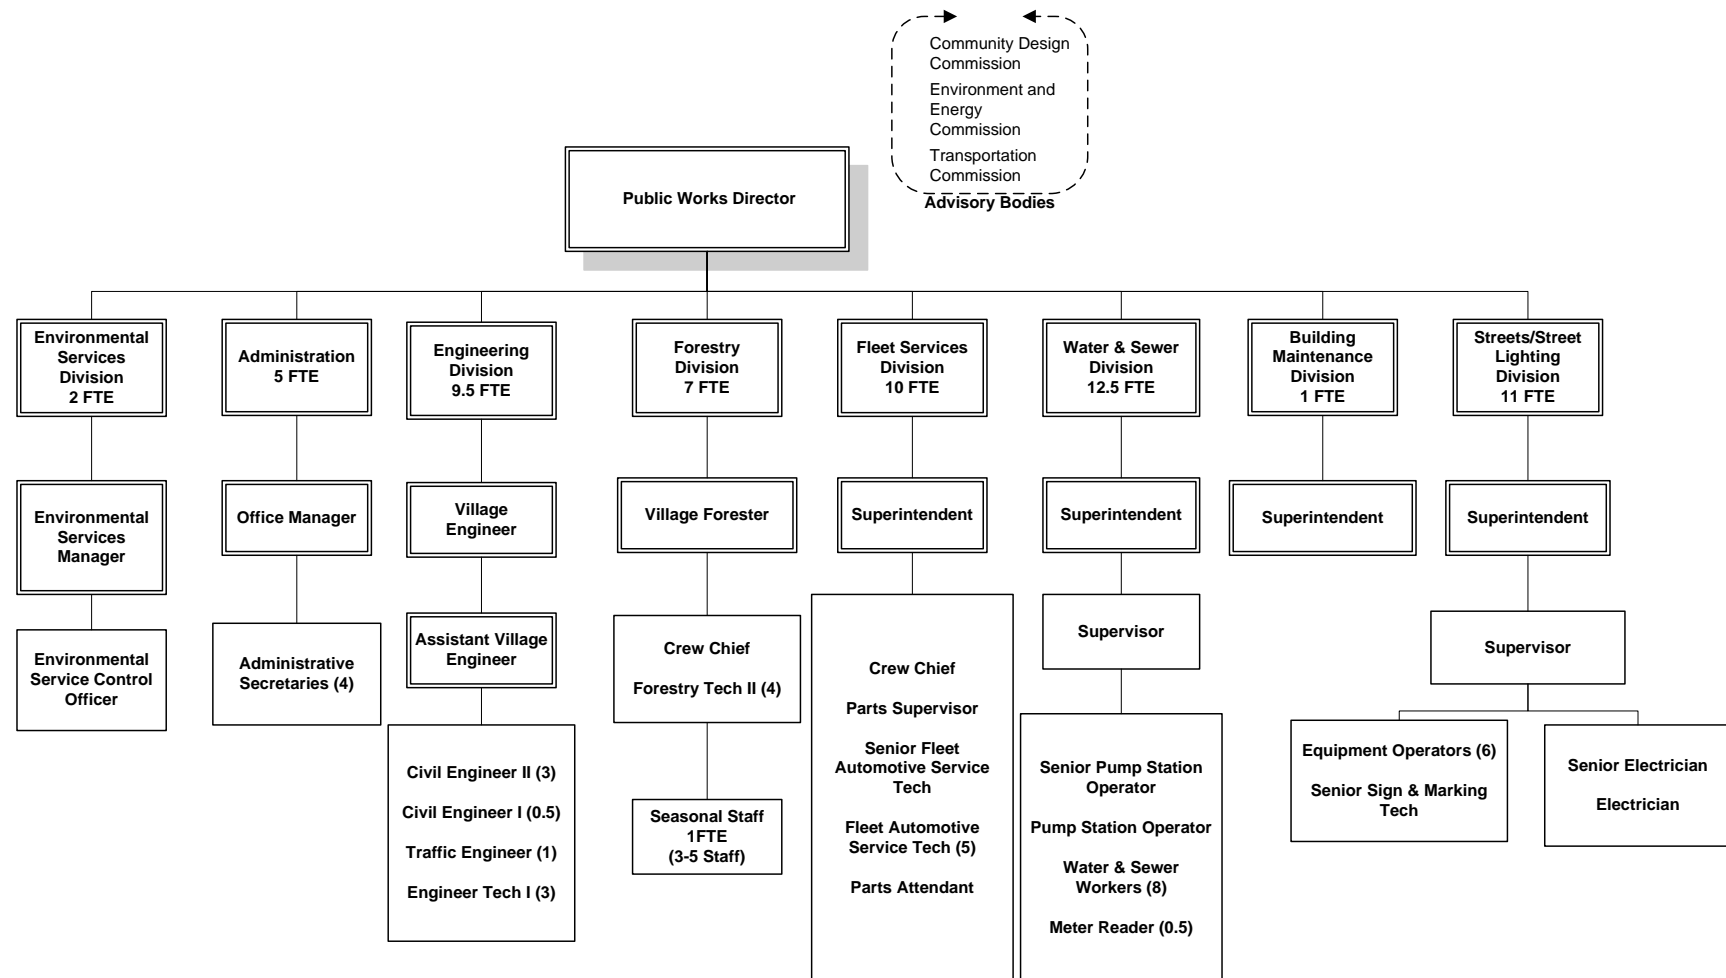 Community Design
Commission
Environment and
Energy
Commission
Transportation
Commission
Advisory Bodies
Public Works Director
Environmental
Services
Division
2 FTE
Administration
5 FTE
Engineering
Division
9.5 FTE
Forestry
Division
7 FTE
Fleet Services
Division
10 FTE
Water & Sewer
Division
12.5 FTE
Building
Maintenance
Division
1 FTE
Streets/Street
Lighting
Division
11 FTE
Environmental
Services
Manager
Office Manager
Village
Engineer
Village Forester
Superintendent
Superintendent
Superintendent
Superintendent
Environmental
Service Control
Officer
Administrative
Secretaries (4)
Assistant Village
Engineer
Crew Chief
Forestry Tech II (4)
Crew Chief
Parts Supervisor
Senior Fleet
Automotive Service
Tech
Fleet Automotive
Service Tech (5)
Parts Attendant
Supervisor
Supervisor
Civil Engineer II (3)
Civil Engineer I (0.5)
Traffic Engineer (1)
Engineer Tech I (3)
Seasonal Staff
1FTE
(3-5 Staff)
Senior Pump Station
Operator
Pump Station Operator
Water & Sewer
Workers (8)
Meter Reader (0.5)
Equipment Operators (6)
Senior Sign & Marking
Tech
Senior Electrician
Electrician